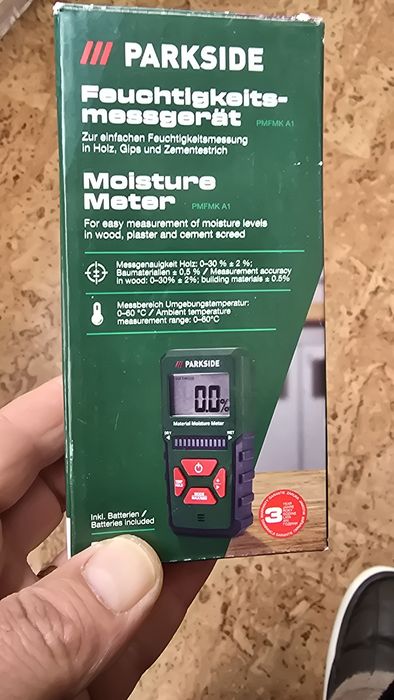 /// PARKSIDE
Feuchtigkeits-
messgerät PMFMK A1
Zur einfachen Feuchtigkeitsmessung
in Holz, Gips und Zementestrich
Moisture
Meter PMFMK A1
For easy measurement of moisture levels
in wood, plaster and cement screed
Messgenauigkeit Holz: 0–30 % ± 2 %;
Baumaterialien ± 0,5 % / Measurement accuracy
in wood: 0–30% ± 2%; building materials ± 0.5%
Messbereich Umgebungstemperatur:
0–60 °C / Ambient temperature
measurement range: 0–60°C
/// PARKSIDE
0.0%
Material Moisture Meter
DRY WET
MODE
Inkl. Batterien /
Batteries included
3